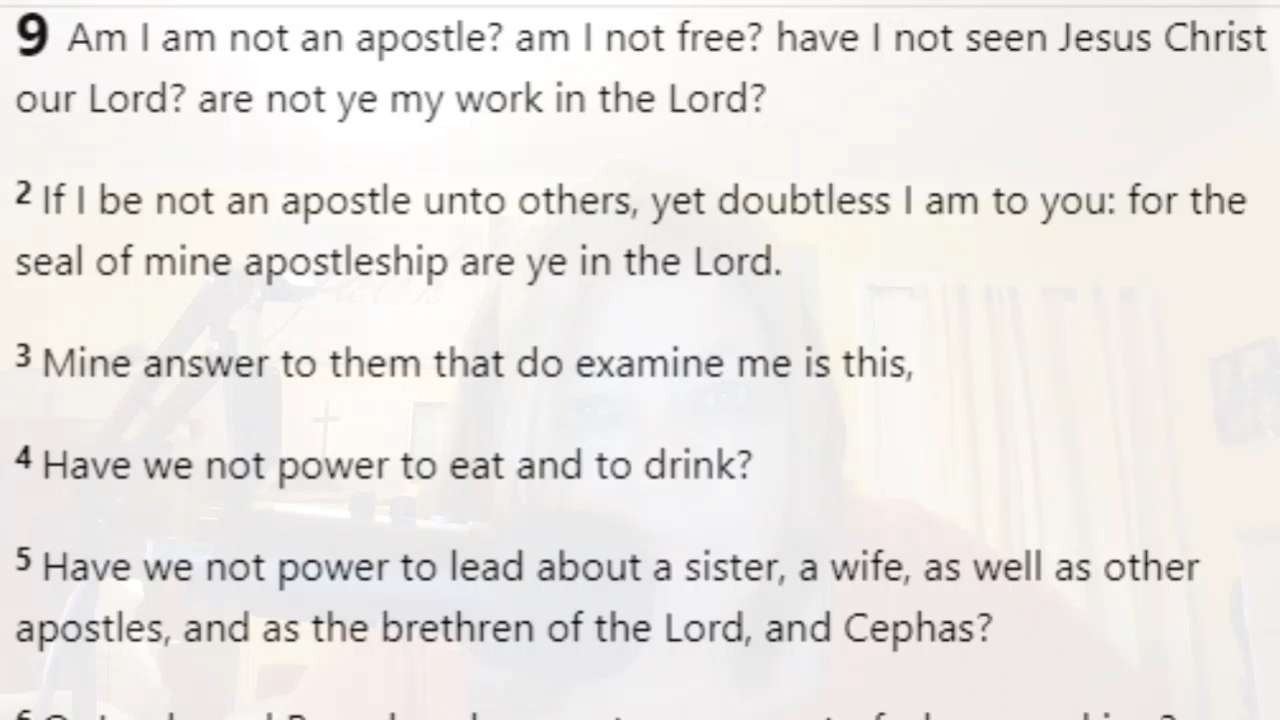 9 Am I am not an apostle? am I not free? have I not seen Jesus Christ
our Lord? are not ye my work in the Lord?
2 If I be not an apostle unto others, yet doubtless I am to you: for the
seal of mine apostleship are ye in the Lord.
3 Mine answer to them that do examine me is this,
4 Have we not power to eat and to drink?
5 Have we not power to lead about a sister, a wife, as well as other
apostles, and as the brethren of the Lord, and Cephas?